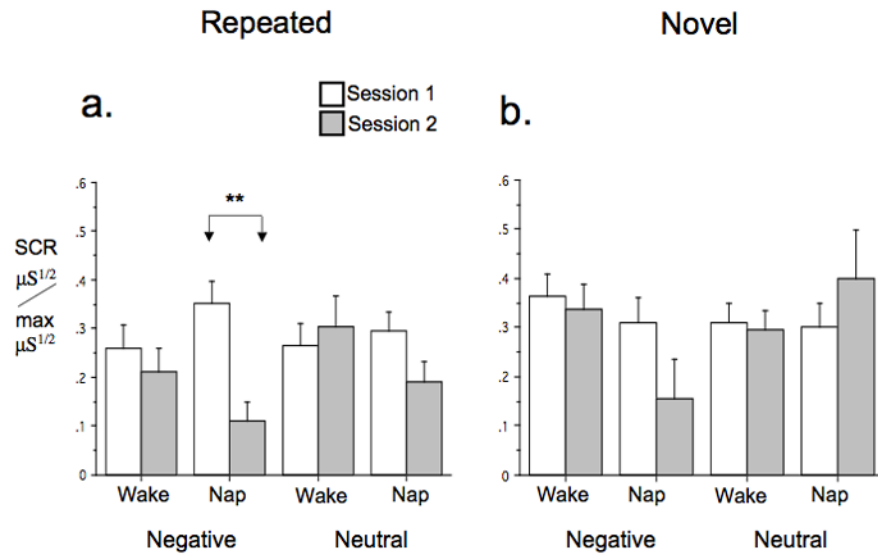 Repeated
Novel
Session 1
Session 2
a.
b.
**
SCR
μS1/2
max
μS1/2
.6
.5
.4
.3
.2
.1
0
Wake Nap Wake Nap
Negative Neutral
.6
.5
.4
.3
.2
.1
0
Wake Nap Wake Nap
Negative Neutral